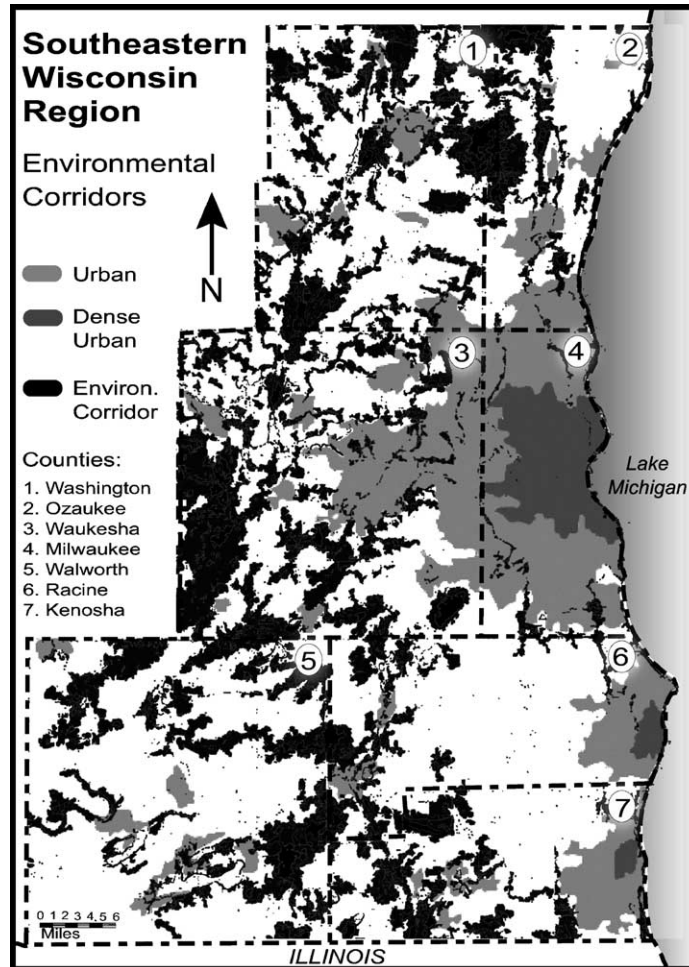 Southeastern
Wisconsin
Region
Environmental
Corridors
N
Urban
Dense
Urban
Environ.
Corridor
Counties:
1. Washington
2. Ozaukee
3. Waukesha
4. Milwaukee
5. Walworth
6. Racine
7. Kenosha
1
2
3
4
Lake
Michigan
5
6
7
0 1 2 3 4.5 6
Miles
ILLINOIS